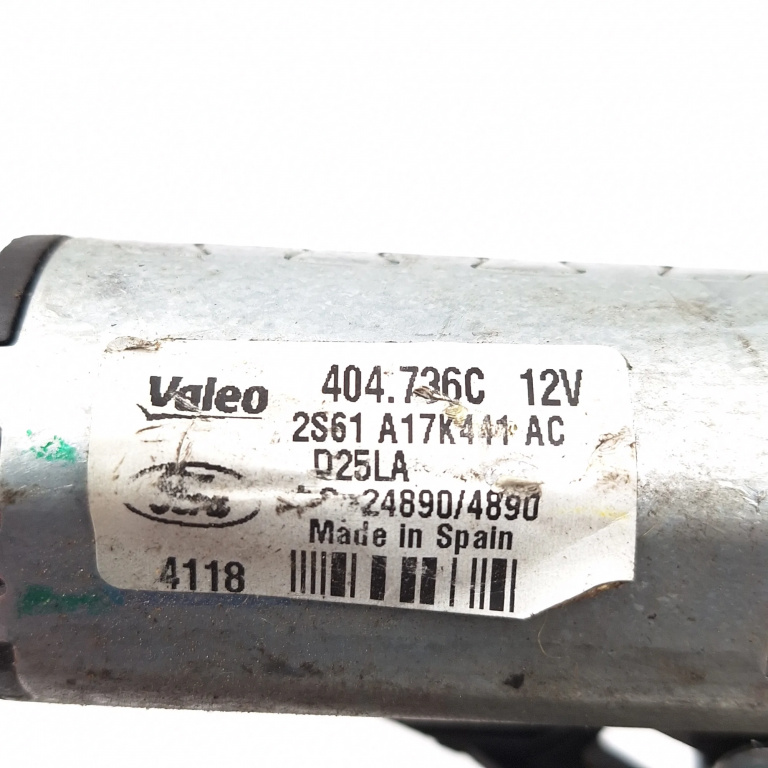 Valeo
404.736C 12V
2S61 A17K441 AC
D25LA
24890/4890
Made in Spain
4118